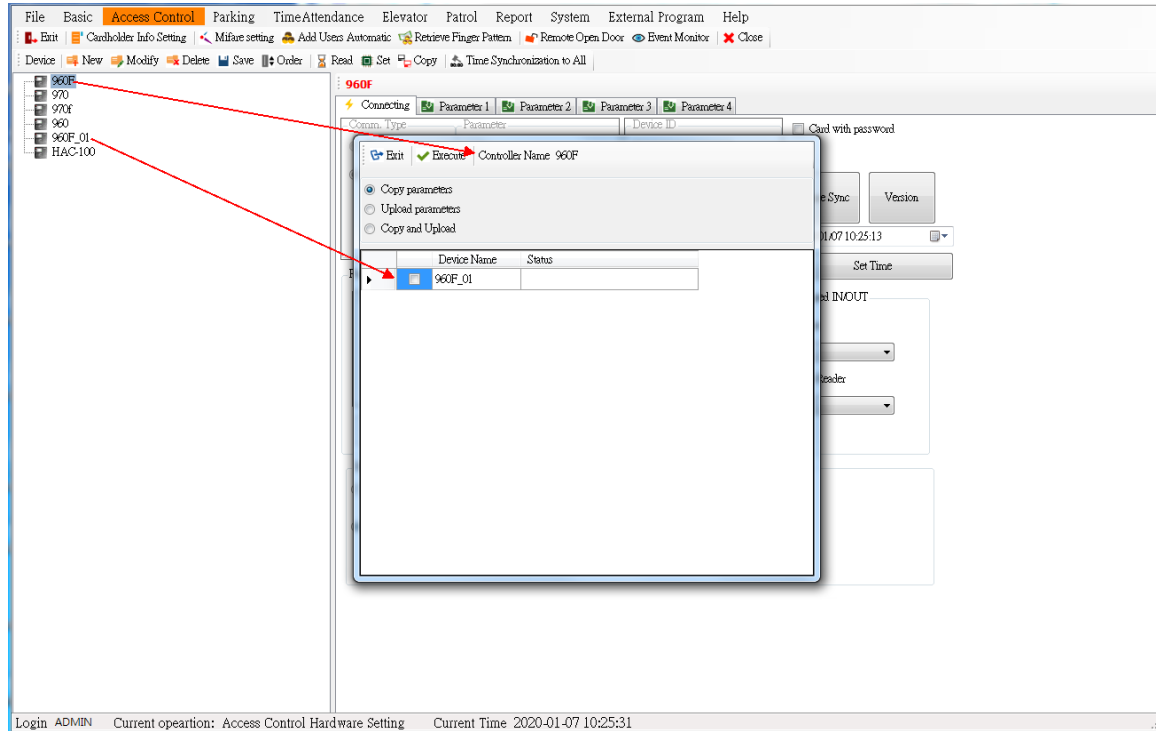 File Basic Access Control Parking TimeAttendance Elevator Patrol Report System External Program Help
Exit Cardholder Info Setting Mifare setting Add Users Automatic Retrieve Finger Pattern Remote Open Door Event Monitor Close
Device New Modify Delete Save Order Read Set Copy Time Synchronization to All
960F
970
970f
960
960F_01
HAC-100
960F
Connecting Parameter 1 Parameter 2 Parameter 3 Parameter 4
Comm. Type Parameter Device ID
Card with password
Exit Execute Controller Name 960F
Copy parameters
Upload parameters
Copy and Upload
Device Name Status
960F_01
e Sync Version
01/07 10:25:13
Set Time
ed IN/OUT
Reader
Login ADMIN Current opeartion: Access Control Hardware Setting Current Time 2020-01-07 10:25:31